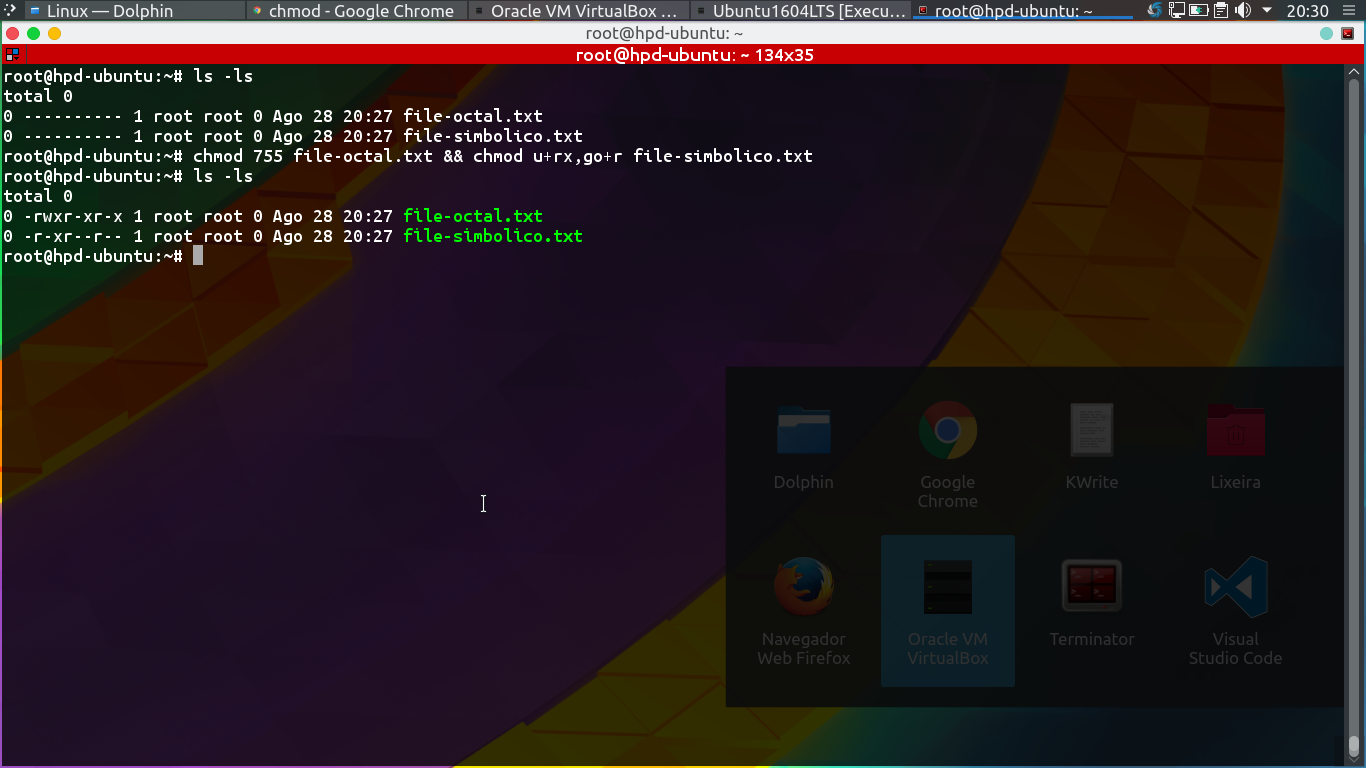 Linux — Dolphin
chmod - Google Chrome
Oracle VM VirtualBox ...
Ubuntu1604LTS [Execu...
root@hpd-ubuntu: ~
20:30
root@hpd-ubuntu: ~
root@hpd-ubuntu: ~ 134x35
root@hpd-ubuntu:~# ls -ls
total 0
0 ---------- 1 root root 0 Ago 28 20:27 file-octal.txt
0 ---------- 1 root root 0 Ago 28 20:27 file-simbolico.txt
root@hpd-ubuntu:~# chmod 755 file-octal.txt && chmod u+rx,go+r file-simbolico.txt
root@hpd-ubuntu:~# ls -ls
total 0
0 -rwxr-xr-x 1 root root 0 Ago 28 20:27 file-octal.txt
0 -r-xr--r-- 1 root root 0 Ago 28 20:27 file-simbolico.txt
root@hpd-ubuntu:~#
Dolphin
Google
Chrome
KWrite
Lixeira
Navegador
Web Firefox
Oracle VM
VirtualBox
Terminator
Visual
Studio Code